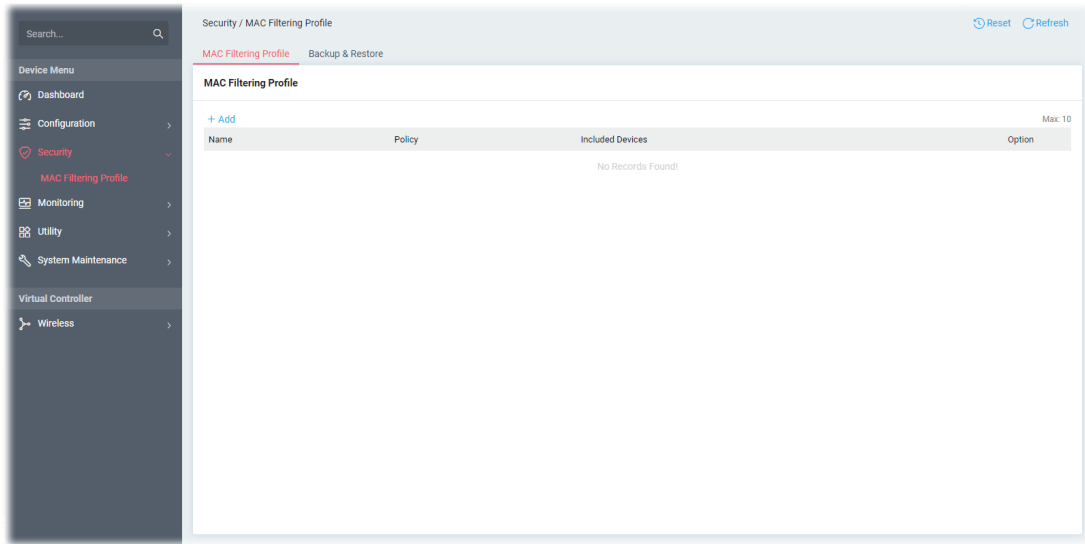 Search...
Device Menu
Dashboard
Configuration
Security
MAC Filtering Profile
Monitoring
Utility
System Maintenance
Virtual Controller
Wireless
Security / MAC Filtering Profile
Reset Refresh
MAC Filtering Profile Backup & Restore
MAC Filtering Profile
+ Add Max: 10
Name Policy Included Devices Option
No Records Found!